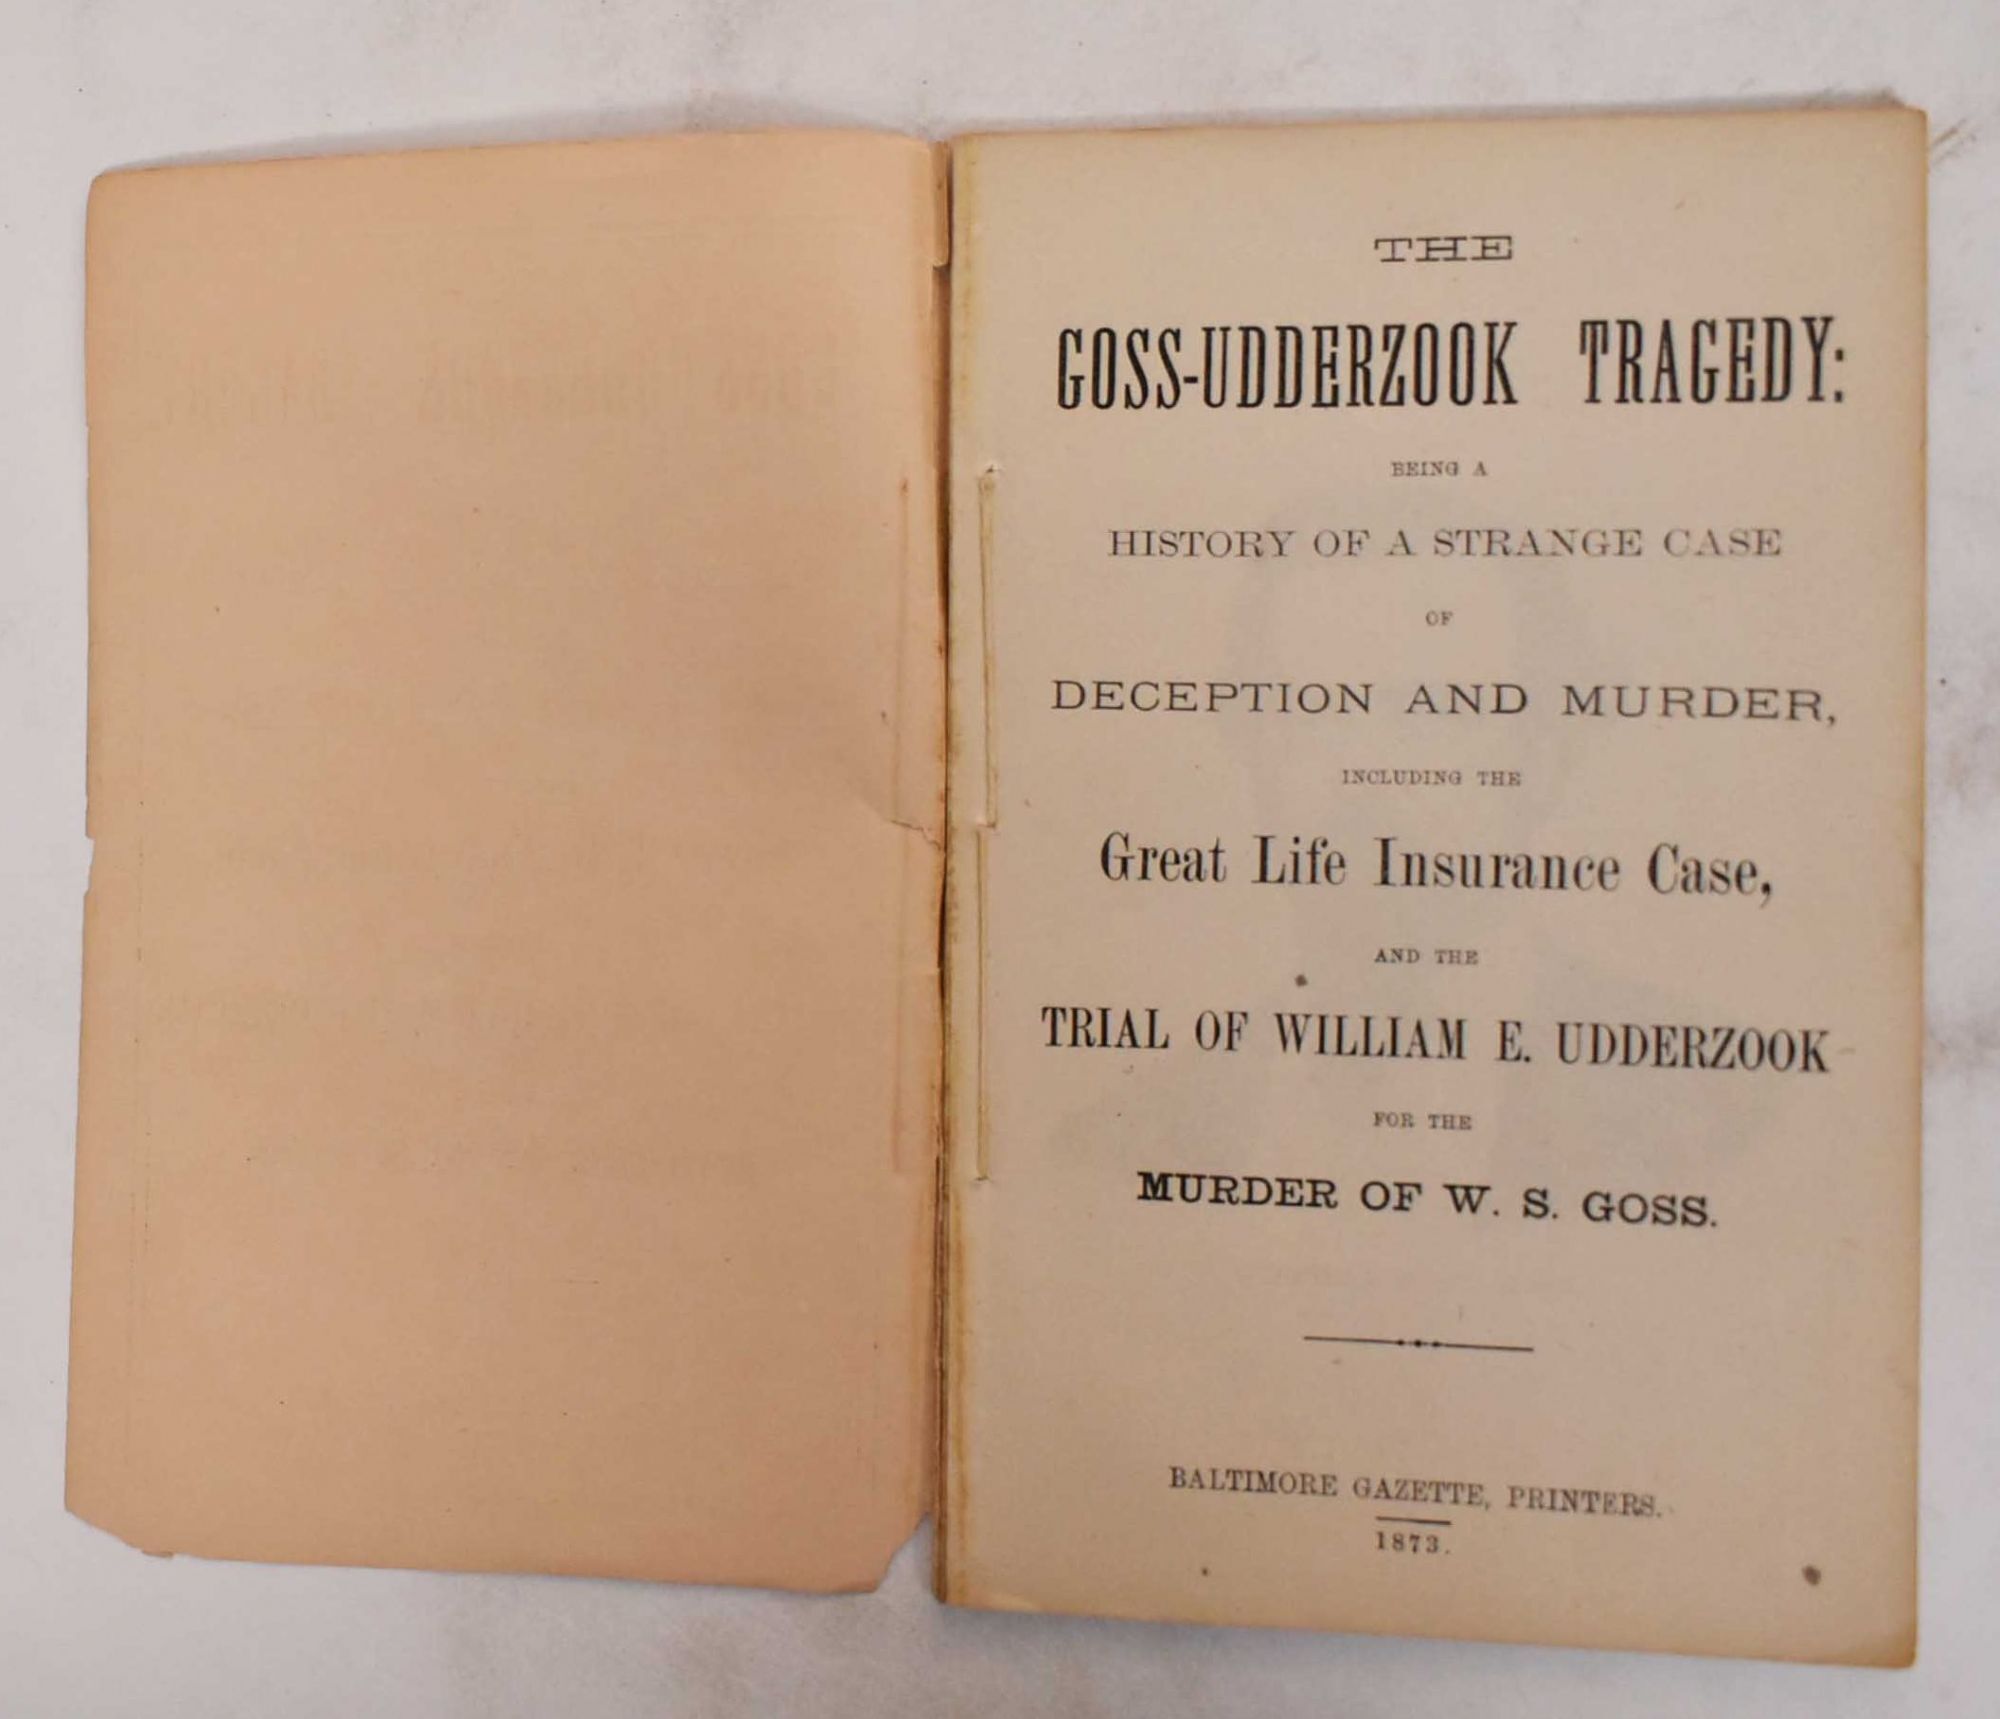 THE
GOSS-UDDERZOOK TRAGEDY:
BEING A
HISTORY OF A STRANGE CASE
OF
DECEPTION AND MURDER,
INCLUDING THE
Great Life Insurance Case,
AND THE
TRIAL OF WILLIAM E. UDDERZOOK
FOR THE
MURDER OF W. S. GOSS.
BALTIMORE GAZETTE, PRINTERS.
1873.